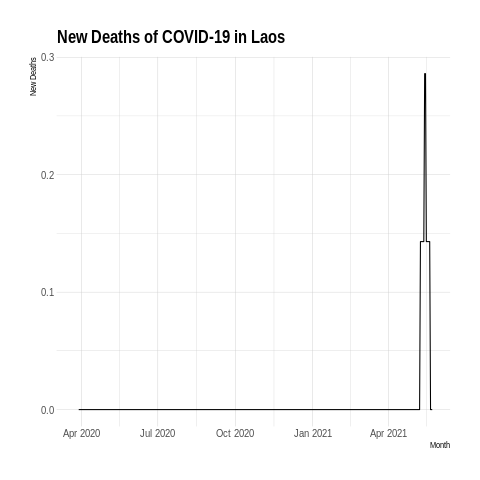 New Deaths of COVID-19 in Laos
New Deaths
0.3
0.2
0.1
0.0
Apr 2020 Jul 2020 Oct 2020 Jan 2021 Apr 2021
Month